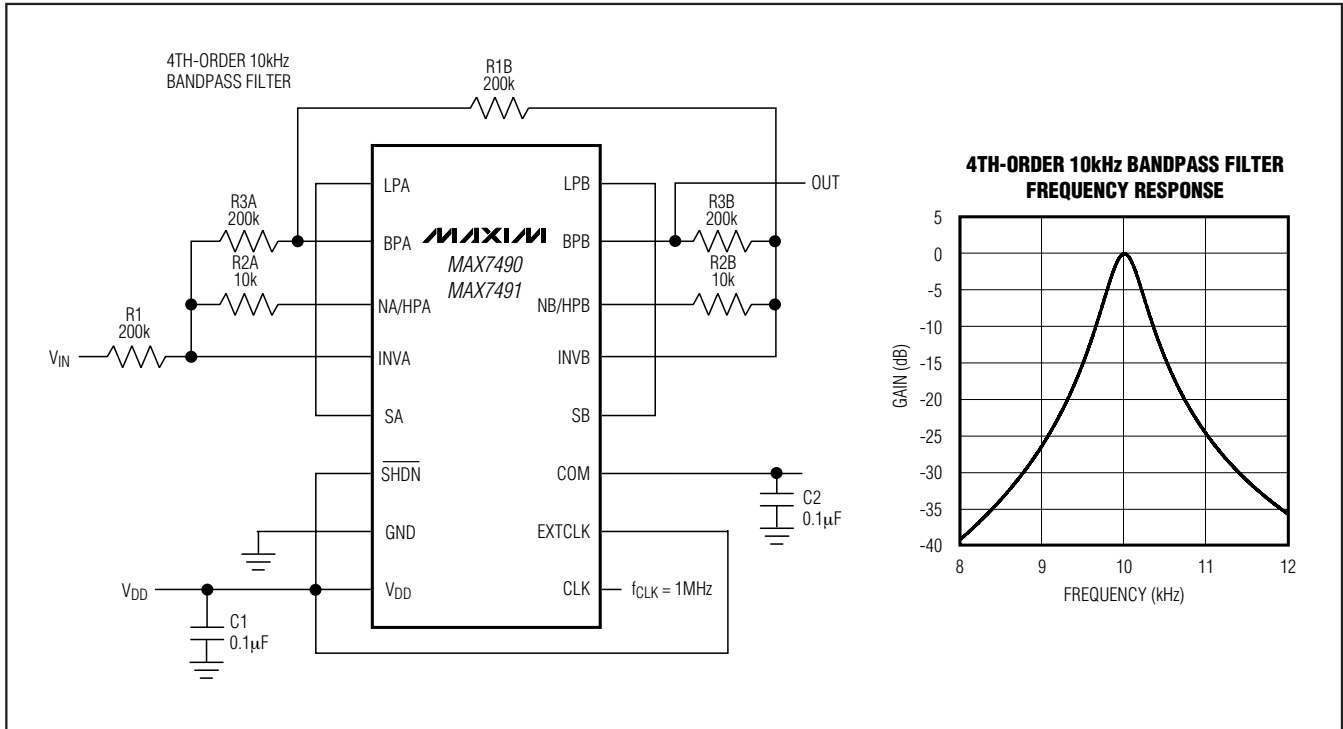 4TH-ORDER 10kHz
BANDPASS FILTER
R1B
200k
LPA
LPB
OUT
R3A
200k
BPA
MAXIM
MAX7490
MAX7491
BPB
R3B
200k
R2A
10k
NA/HPA
NB/HPB
R2B
10k
R1
200k
VIN
INVA
INVB
SA
SB
SHDN
COM
C2
0.1µF
GND
EXTCLK
VDD
VDD
CLK
fCLK = 1MHz
C1
0.1µF
4TH-ORDER 10kHz BANDPASS FILTER
FREQUENCY RESPONSE
GAIN (dB)
5
0
-5
-10
-15
-20
-25
-30
-35
-40
8
9
10
11
12
FREQUENCY (kHz)